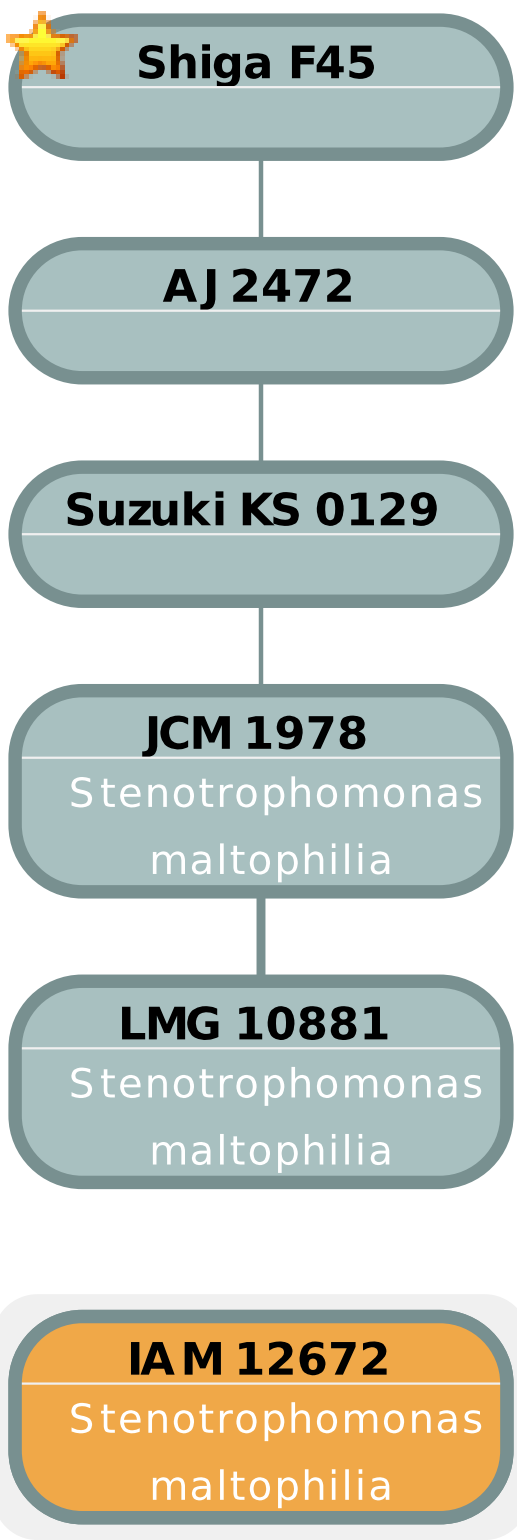 Shiga F45
AJ 2472
Suzuki KS 0129
JCM 1978
Stenotrophomonas
maltophilia
LMG 10881
Stenotrophomonas
maltophilia
IAM 12672
Stenotrophomonas
maltophilia